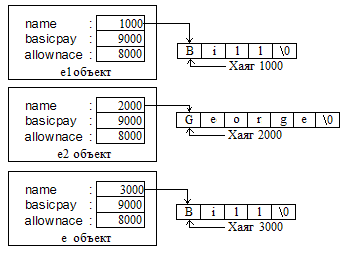 name : 1000
basicpay : 9000
allownace : 8000
e1 объект
B i l l \0
Хаяг 1000
name : 2000
basicpay : 9000
allownace : 8000
e2 объект
G e o r g e \0
Хаяг 2000
name : 3000
basicpay : 9000
allownace : 8000
e объект
B i l l \0
Хаяг 3000